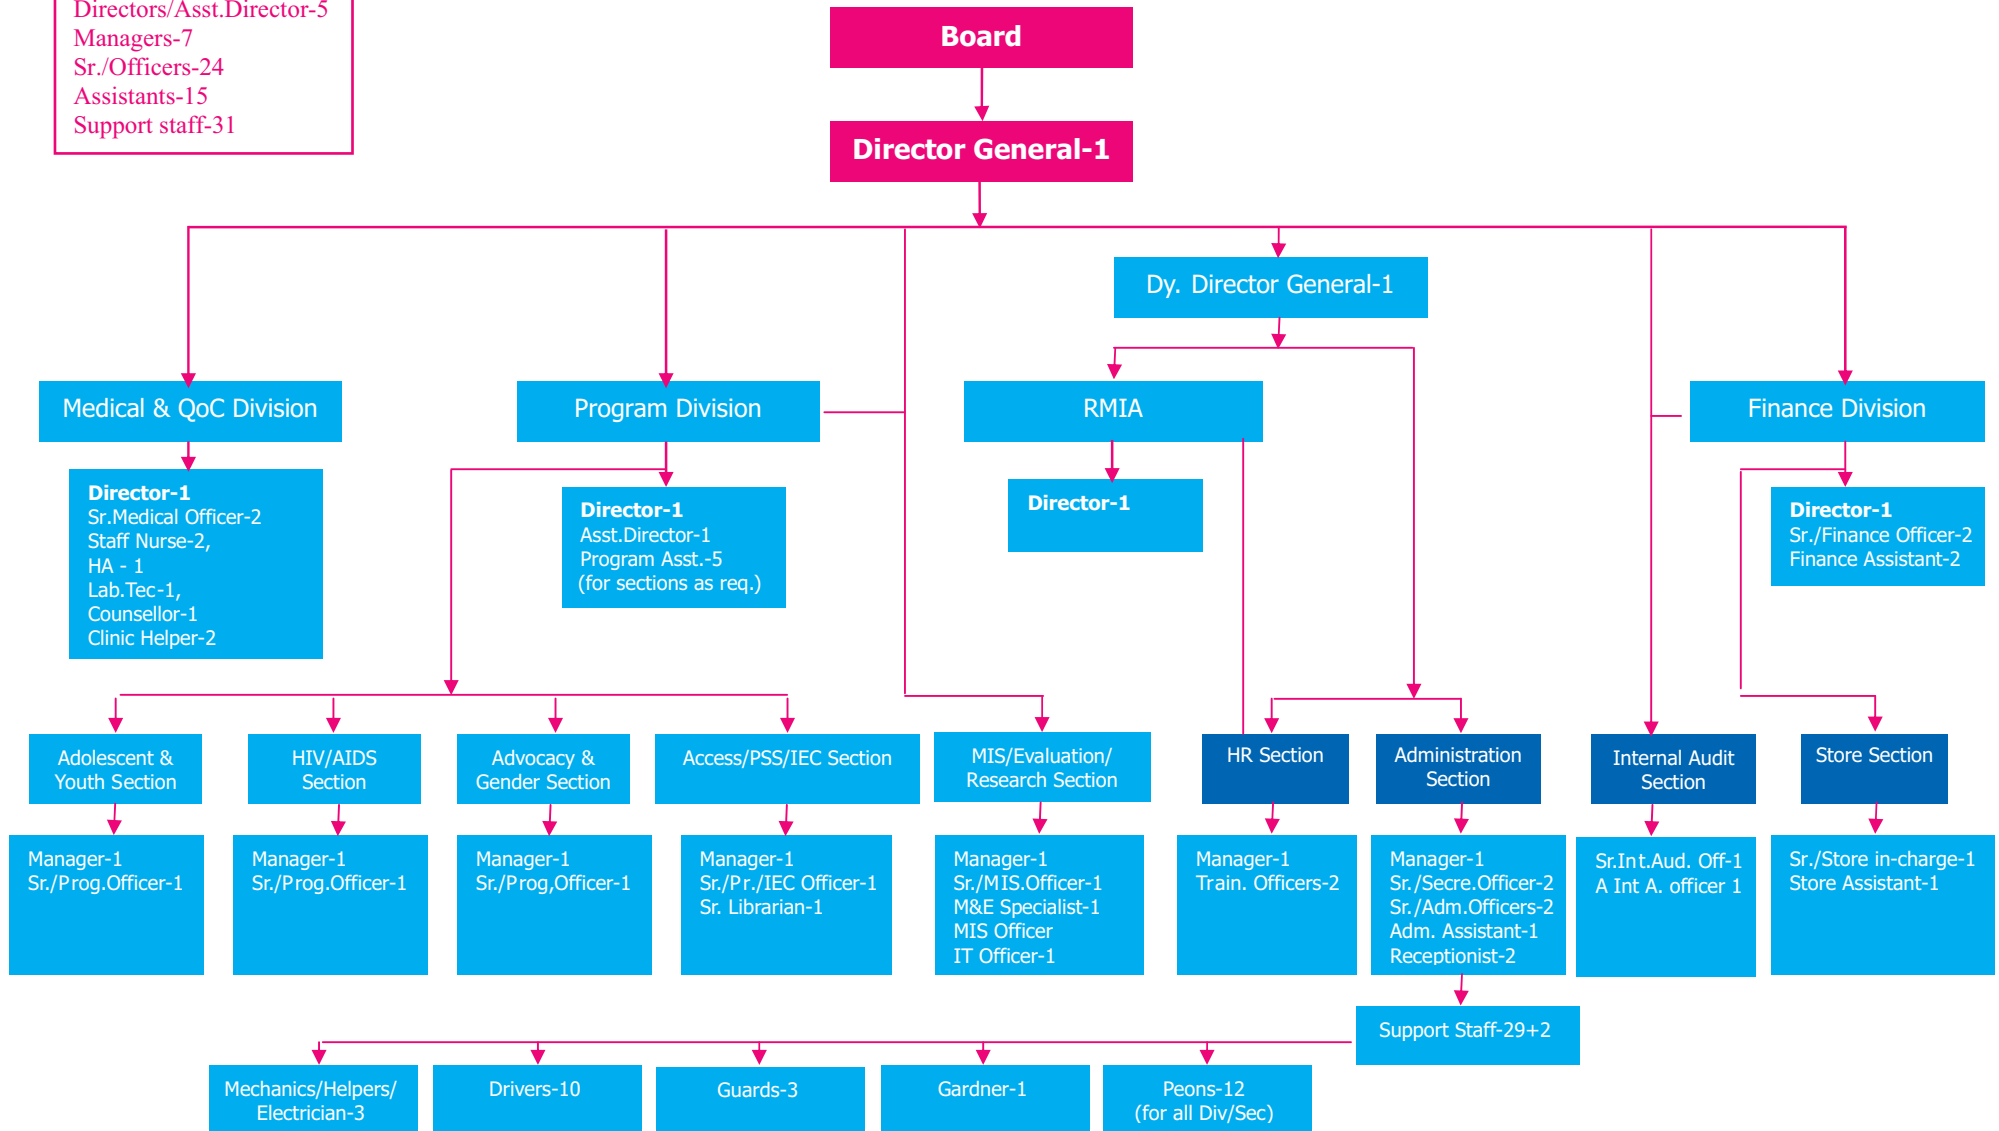 Directors/Asst.Director-5
Managers-7
Sr./Officers-24
Assistants-15
Support staff-31
Board
Director General-1
Dy. Director General-1
Medical & QoC Division
Program Division
RMIA
Finance Division
Director-1
Sr.Medical Officer-2
Staff Nurse-2,
HA - 1
Lab.Tec-1,
Counsellor-1
Clinic Helper-2
Director-1
Asst.Director-1
Program Asst.-5
(for sections as req.)
Director-1
Director-1
Sr./Finance Officer-2
Finance Assistant-2
Adolescent &
Youth Section
HIV/AIDS
Section
Advocacy &
Gender Section
Access/PSS/IEC Section
MIS/Evaluation/
Research Section
HR Section
Administration
Section
Internal Audit
Section
Store Section
Manager-1
Sr./Prog.Officer-1
Manager-1
Sr./Prog.Officer-1
Manager-1
Sr./Prog,Officer-1
Manager-1
Sr./Pr./IEC Officer-1
Sr. Librarian-1
Manager-1
Sr./MIS.Officer-1
M&E Specialist-1
MIS Officer
IT Officer-1
Manager-1
Train. Officers-2
Manager-1
Sr./Secre.Officer-2
Sr./Adm.Officers-2
Adm. Assistant-1
Receptionist-2
Sr.Int.Aud. Off-1
A Int A. officer 1
Sr./Store in-charge-1
Store Assistant-1
Support Staff-29+2
Mechanics/Helpers/
Electrician-3
Drivers-10
Guards-3
Gardner-1
Peons-12
(for all Div/Sec)